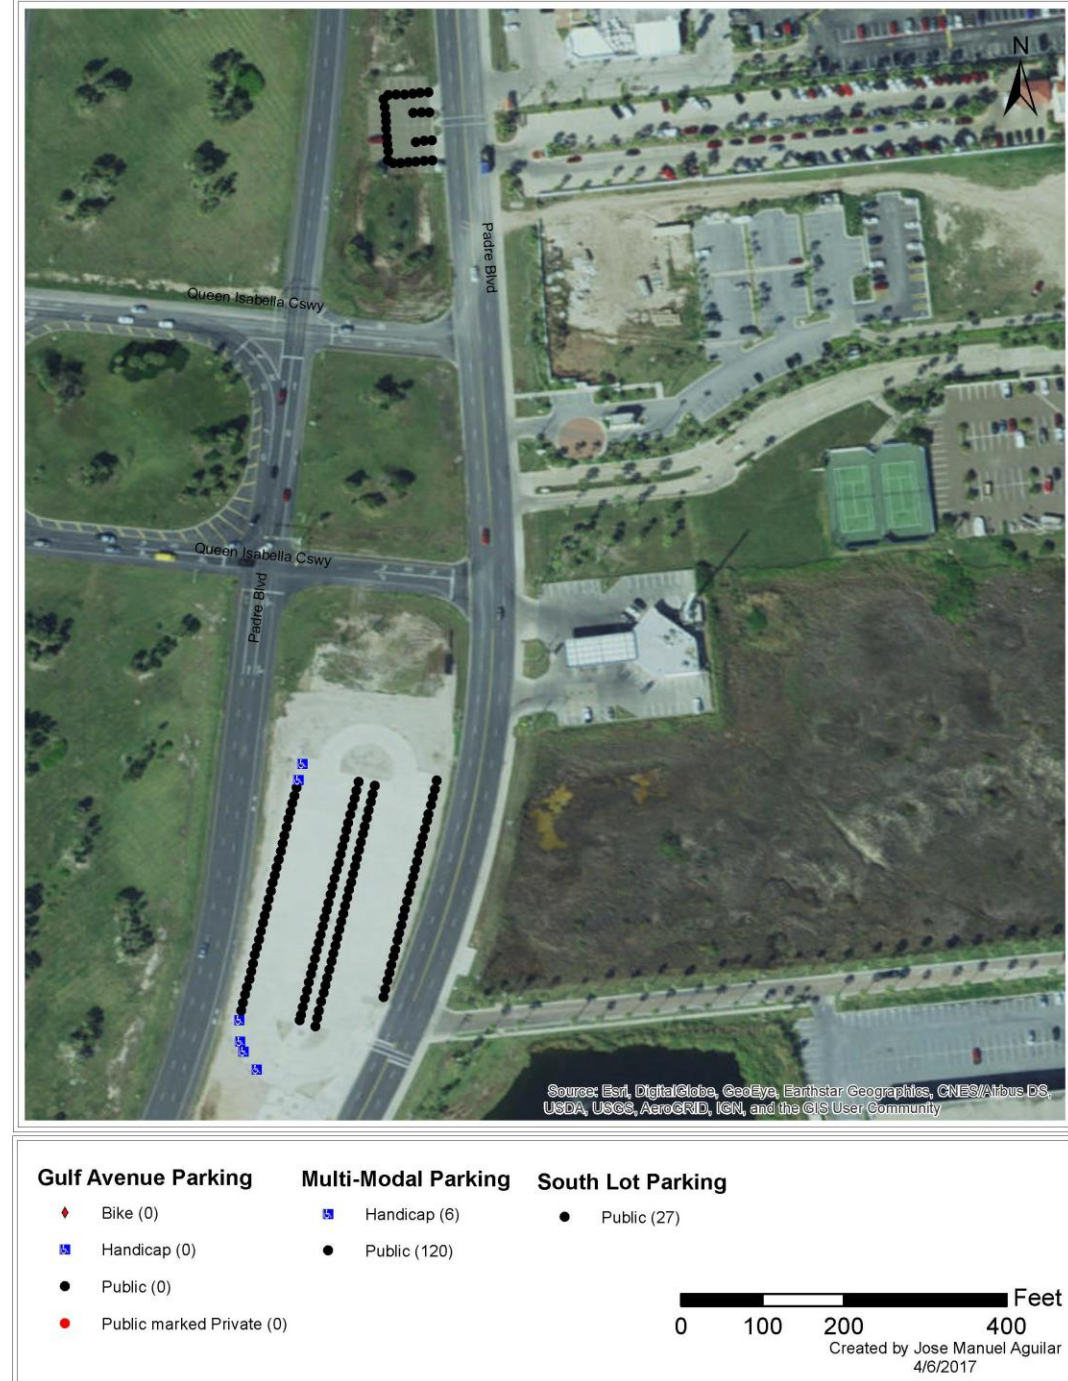 N
Padre Blvd
Queen Isabella Cswy
Queen Isabella Cswy
Padre Blvd
Source: Esri, DigitalGlobe, GeoEye, Earthstar Geographics, CNES/Airbus DS,
USDA, USGS, AeroGRID, IGN, and the GIS User Community
Gulf Avenue Parking
Bike (0)
Handicap (0)
Public (0)
Public marked Private (0)
Multi-Modal Parking
Handicap (6)
Public (120)
South Lot Parking
Public (27)
Feet
0 100 200 400
Created by Jose Manuel Aguilar
4/6/2017